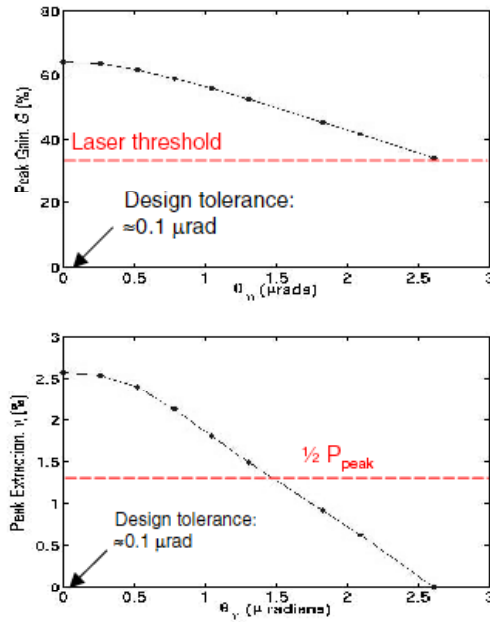 80
60
Peak Gain, G (%)
Laser threshold
40
Design tolerance:
≈0.1 μrad
20
0
0 0.5 1 1.5 2 2.5 3
(μrads)
3
2.5
2
Peak Extraction, (%)
½ P_peak
1.5
1
Design tolerance:
≈0.1 μrad
0.5
0
0 0.5 1 1.5 2 2.5 3
(μ radians)